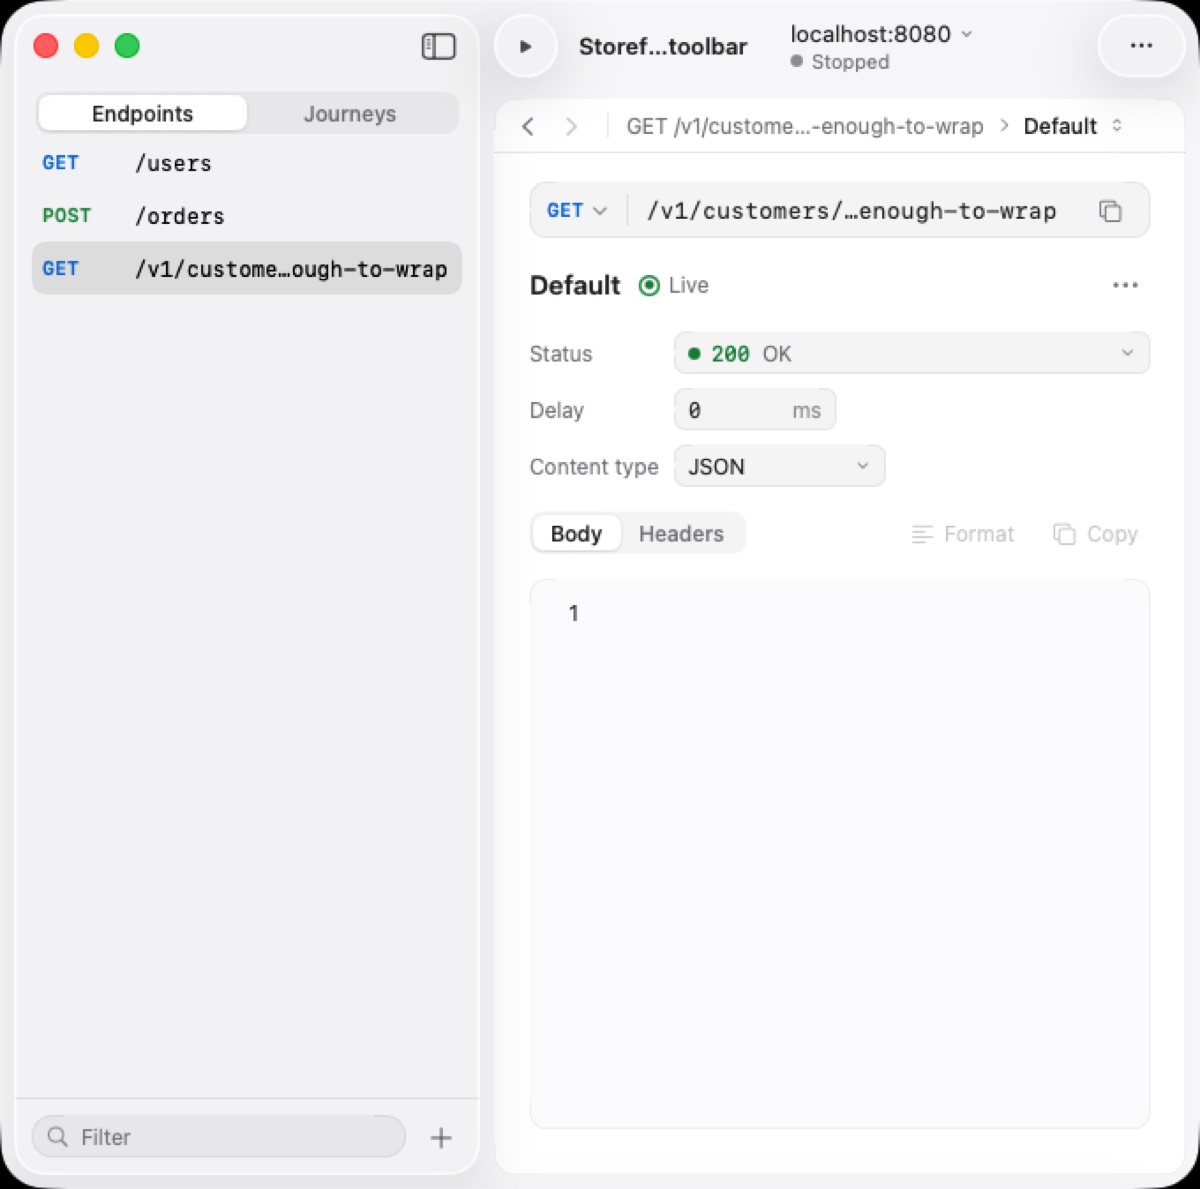 Storef...toolbar
localhost:8080
Stopped
Endpoints
Journeys
GET /users
POST /orders
GET /v1/custome…ough-to-wrap
Filter
GET /v1/custome...-enough-to-wrap > Default
GET /v1/customers/…enough-to-wrap
Default Live
Status 200 OK
Delay 0 ms
Content type JSON
Body Headers Format Copy
1